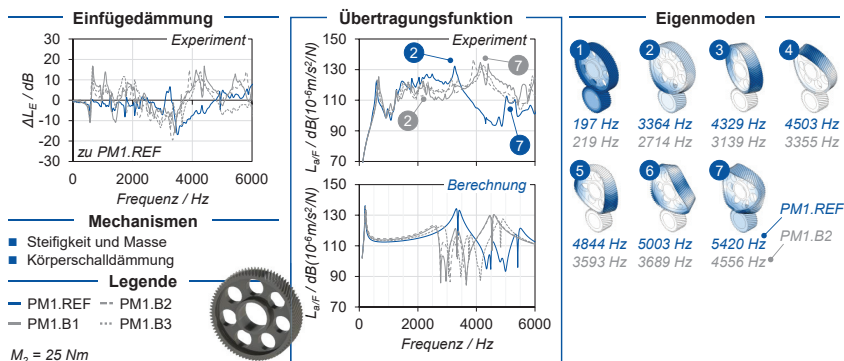 Einfügedämmung
Experiment
30
20
10
0
-10
-20
-30
ΔL_E / dB
zu PM1.REF
0 2000 4000 6000
Frequenz / Hz
Mechanismen
Steifigkeit und Masse
Körperschalldämmung
Legende
PM1.REF PM1.B2
PM1.B1 PM1.B3
M₂ = 25 Nm
Übertragungsfunktion
Experiment
150
130
110
90
70
L_a/F / dB(10⁻⁶m/s²/N)
2
7
2
7
Berechnung
150
130
110
90
70
L_a/F / dB(10⁻⁶m/s²/N)
0 2000 4000 6000
Frequenz / Hz
Eigenmoden
1 2 3 4
197 Hz 3364 Hz 4329 Hz 4503 Hz
219 Hz 2714 Hz 3139 Hz 3355 Hz
5 6 7
PM1.REF
4844 Hz 5003 Hz 5420 Hz
PM1.B2
3593 Hz 3689 Hz 4556 Hz